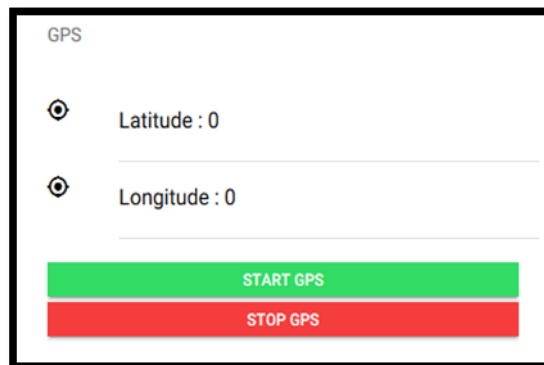 GPS
Latitude : 0
Longitude : 0
START GPS
STOP GPS